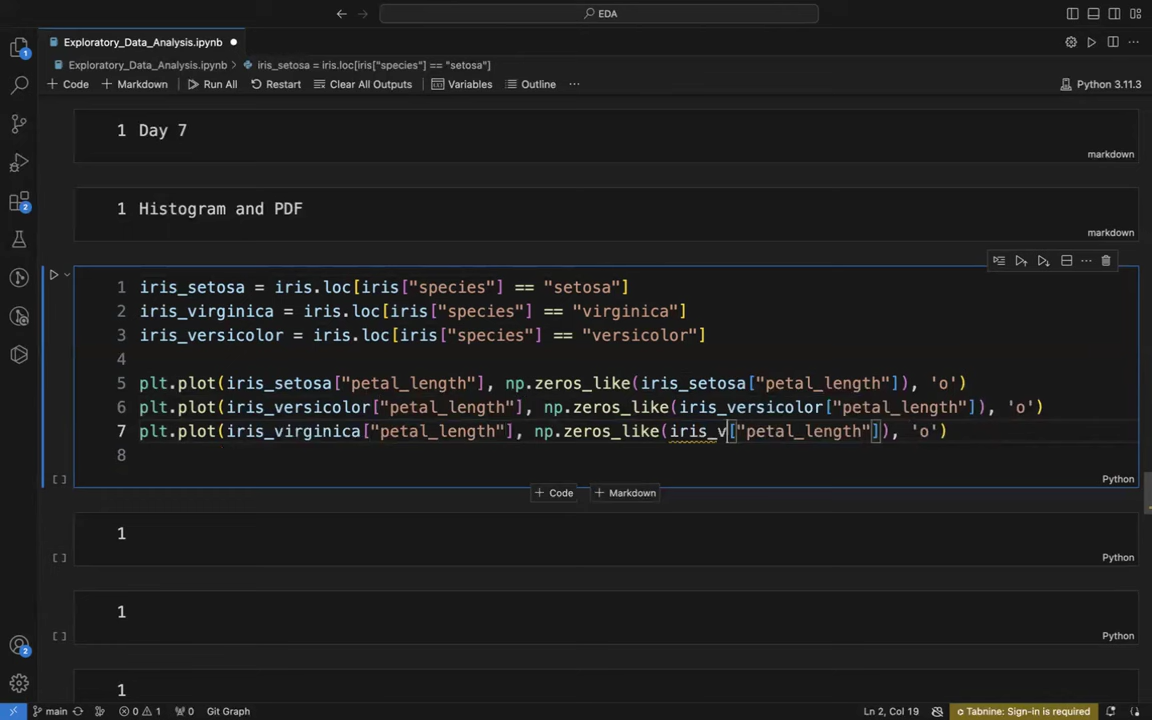 EDA
Exploratory_Data_Analysis.ipynb
Exploratory_Data_Analysis.ipynb > iris_setosa = iris.loc[iris["species"] == "setosa"]
+ Code + Markdown Run All Restart Clear All Outputs Variables Outline ... Python 3.11.3
1 Day 7
markdown
1 Histogram and PDF
markdown
1 iris_setosa = iris.loc[iris["species"] == "setosa"]
2 iris_virginica = iris.loc[iris["species"] == "virginica"]
3 iris_versicolor = iris.loc[iris["species"] == "versicolor"]
4
5 plt.plot(iris_setosa["petal_length"], np.zeros_like(iris_setosa["petal_length"]), 'o')
6 plt.plot(iris_versicolor["petal_length"], np.zeros_like(iris_versicolor["petal_length"]), 'o')
7 plt.plot(iris_virginica["petal_length"], np.zeros_like(iris_v["petal_length"]), 'o')
8
[ ] Python
+ Code + Markdown
1
[ ] Python
1
[ ] Python
1
1
2
2
main 0 1 0 Git Graph Ln 2, Col 19 Tabnine: Sign-in is required